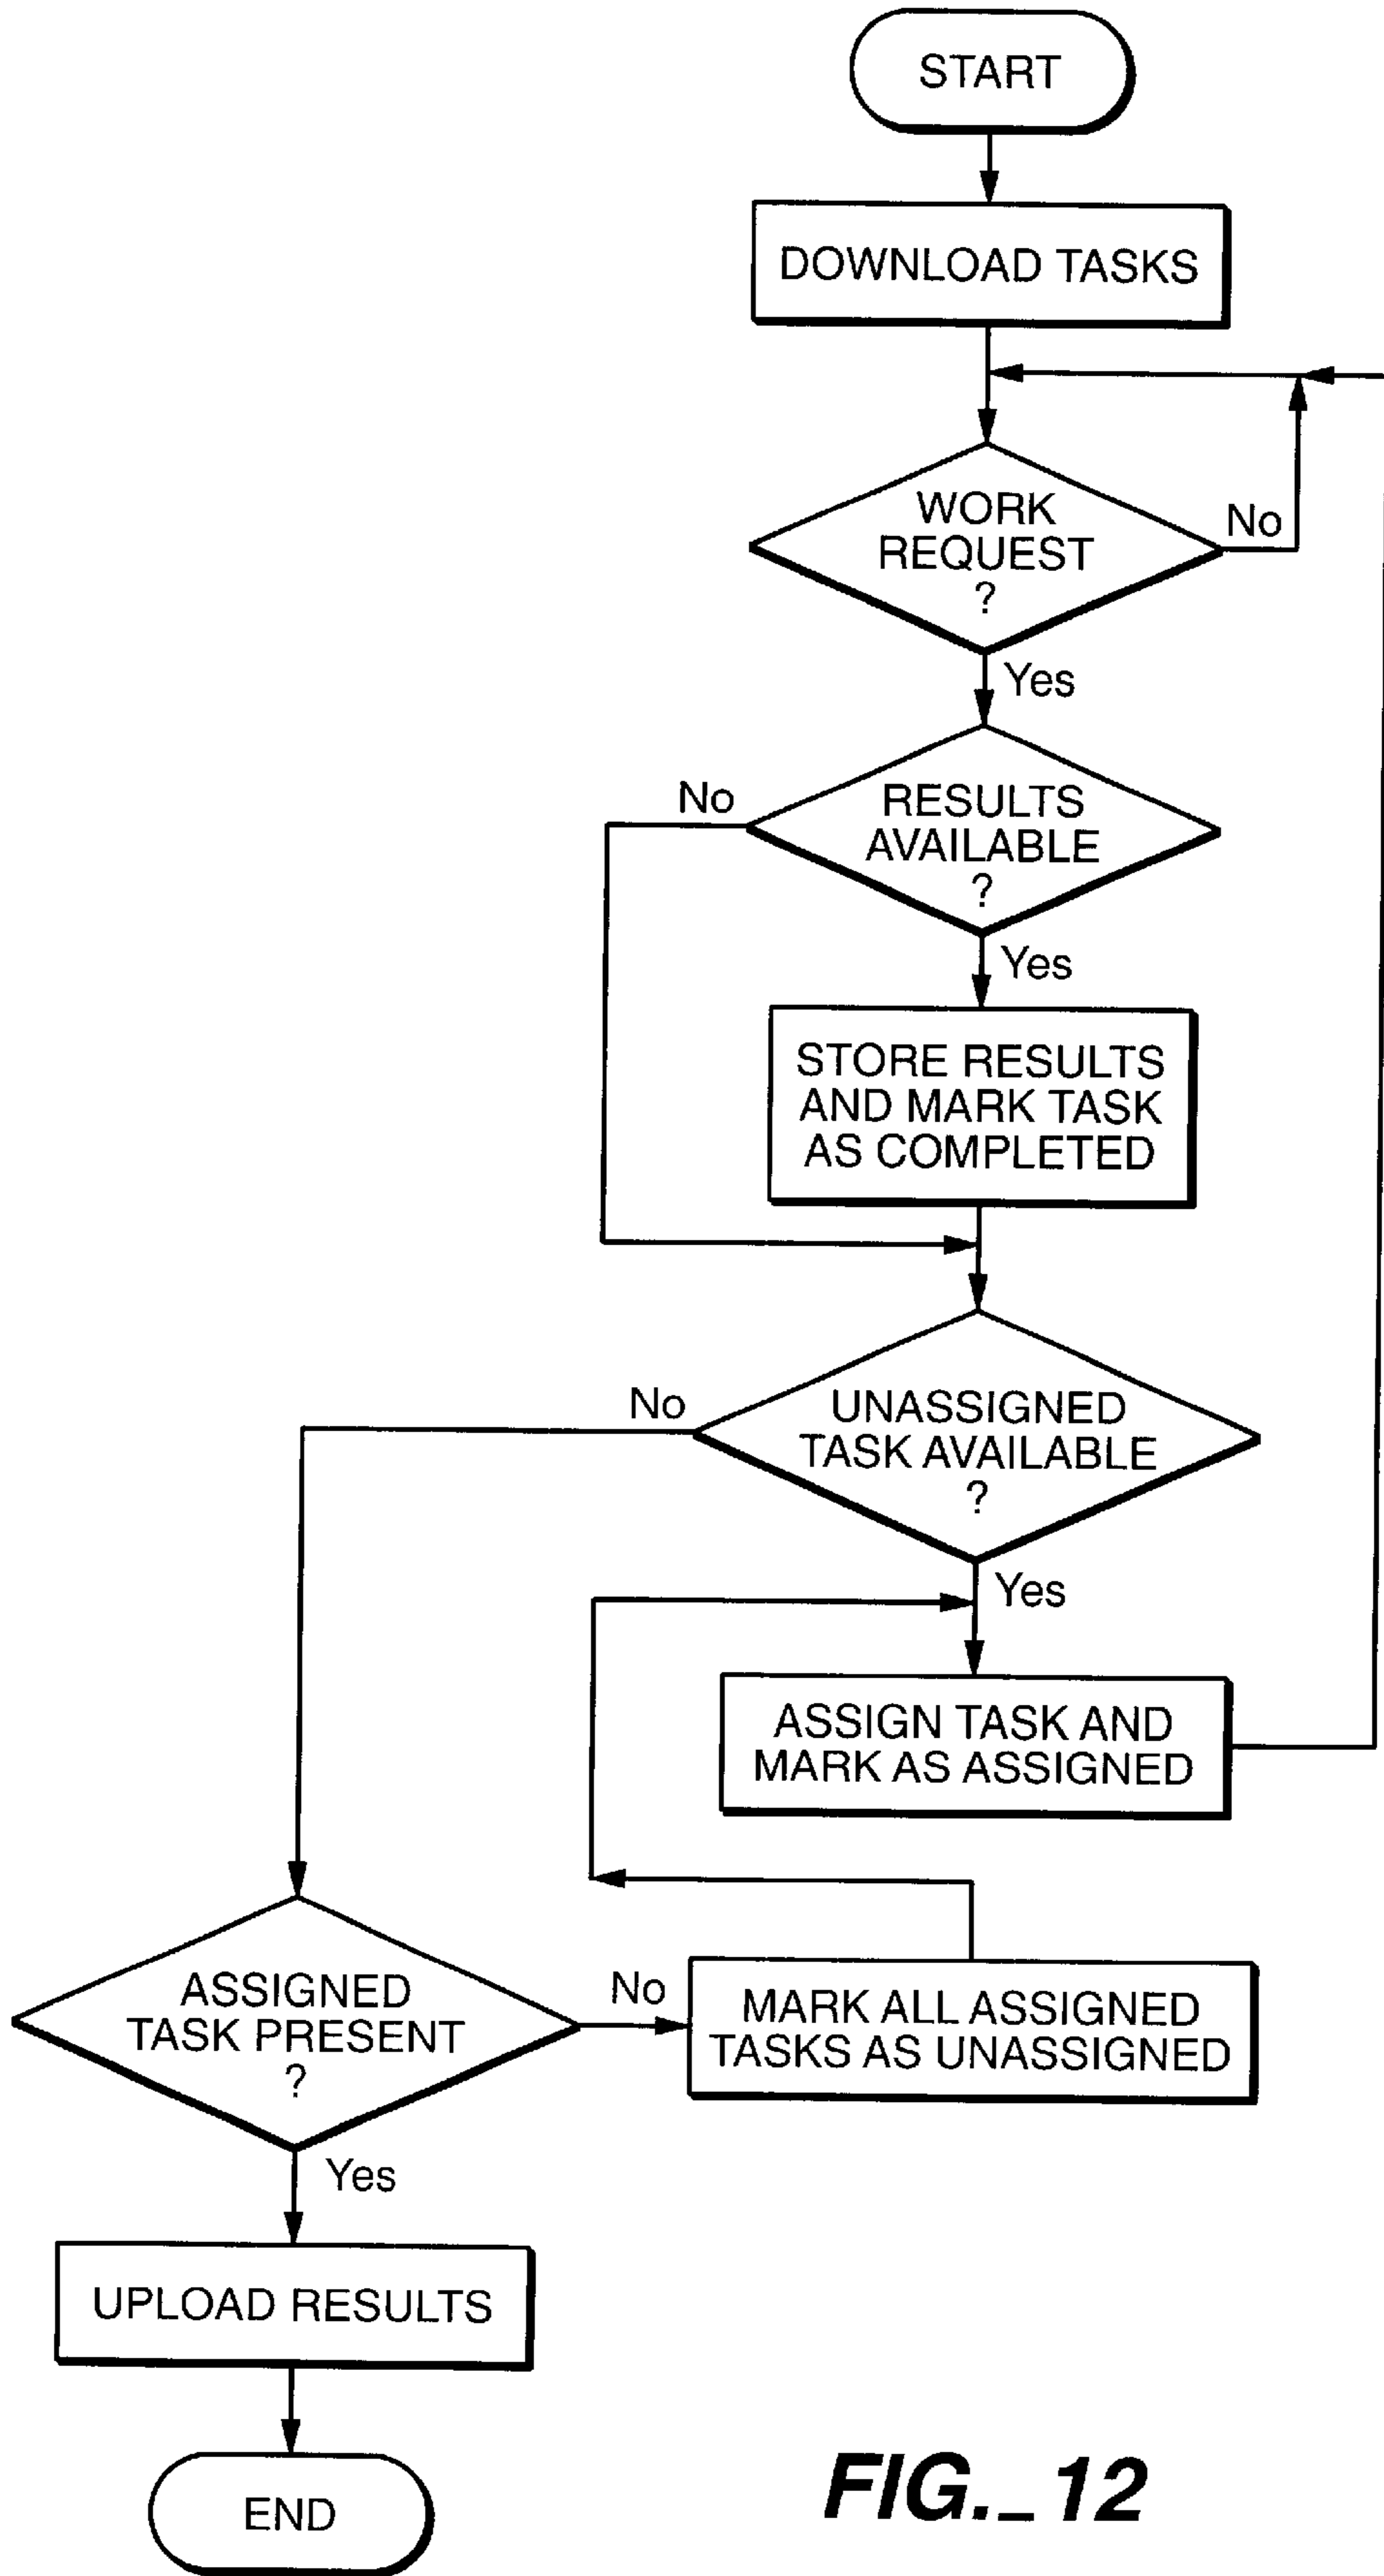 START
DOWNLOAD TASKS
WORK
REQUEST
?
No
Yes
No
RESULTS
AVAILABLE
?
Yes
STORE RESULTS
AND MARK TASK
AS COMPLETED
No
UNASSIGNED
TASK AVAILABLE
?
Yes
ASSIGN TASK AND
MARK AS ASSIGNED
ASSIGNED
TASK PRESENT
?
No
MARK ALL ASSIGNED
TASKS AS UNASSIGNED
Yes
UPLOAD RESULTS
END
FIG._12